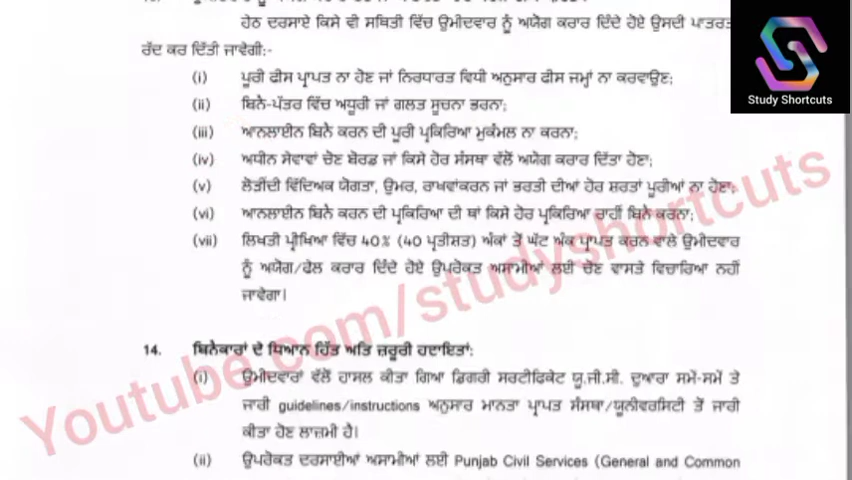 ਹੇਠ ਦਰਸਾਏ ਕਿਸੇ ਵੀ ਸਥਿਤੀ ਵਿੱਚ ਉਮੀਦਵਾਰ ਨੂੰ ਅਯੋਗ ਕਰਾਰ ਦਿੰਦੇ ਹੋਏ ਉਸਦੀ ਪਾਤਰਤਾ
ਰੱਦ ਕਰ ਦਿੱਤੀ ਜਾਵੇਗੀ:-
(i) ਪੂਰੀ ਫੀਸ ਪ੍ਰਾਪਤ ਨਾ ਹੋਣ ਜਾਂ ਨਿਰਧਾਰਤ ਵਿਧੀ ਅਨੁਸਾਰ ਫੀਸ ਜਮ੍ਹਾਂ ਨਾ ਕਰਵਾਉਣ;
(ii) ਬਿਨੈ-ਪੱਤਰ ਵਿੱਚ ਅਧੂਰੀ ਜਾਂ ਗਲਤ ਸੂਚਨਾ ਭਰਨਾ;
(iii) ਆਨਲਾਈਨ ਬਿਨੈ ਕਰਨ ਦੀ ਪੂਰੀ ਪ੍ਰਕਿਰਿਆ ਮੁਕੰਮਲ ਨਾ ਕਰਨਾ;
(iv) ਅਧੀਨ ਸੇਵਾਵਾਂ ਚੋਣ ਬੋਰਡ ਜਾਂ ਕਿਸੇ ਹੋਰ ਸੰਸਥਾ ਵੱਲੋਂ ਅਯੋਗ ਕਰਾਰ ਦਿੱਤਾ ਹੋਣਾ;
(v) ਲੋੜੀਂਦੀ ਵਿੱਦਿਅਕ ਯੋਗਤਾ, ਉਮਰ, ਰਾਖਵਾਂਕਰਨ ਜਾਂ ਭਰਤੀ ਦੀਆਂ ਹੋਰ ਸ਼ਰਤਾਂ ਪੂਰੀਆਂ ਨਾ ਹੋਣਾ;
(vi) ਆਨਲਾਈਨ ਬਿਨੈ ਕਰਨ ਦੀ ਪ੍ਰਕਿਰਿਆ ਦੀ ਥਾਂ ਕਿਸੇ ਹੋਰ ਪ੍ਰਕਿਰਿਆ ਰਾਹੀਂ ਬਿਨੈ ਕਰਨਾ;
(vii) ਲਿਖਤੀ ਪ੍ਰੀਖਿਆ ਵਿੱਚ 40% (40 ਪ੍ਰਤੀਸ਼ਤ) ਅੰਕਾਂ ਤੋਂ ਘੱਟ ਅੰਕ ਪ੍ਰਾਪਤ ਕਰਨ ਵਾਲੇ ਉਮੀਦਵਾਰ
ਨੂੰ ਅਯੋਗ/ਫੇਲ ਕਰਾਰ ਦਿੰਦੇ ਹੋਏ ਉਪਰੋਕਤ ਅਸਾਮੀਆਂ ਲਈ ਚੋਣ ਵਾਸਤੇ ਵਿਚਾਰਿਆ ਨਹੀਂ
ਜਾਵੇਗਾ।
14. ਬਿਨੈਕਾਰਾਂ ਦੇ ਧਿਆਨ ਹਿੱਤ ਅਤਿ ਜ਼ਰੂਰੀ ਹਦਾਇਤਾਂ:
(i) ਉਮੀਦਵਾਰਾਂ ਵੱਲੋਂ ਹਾਸਲ ਕੀਤਾ ਗਿਆ ਡਿਗਰੀ ਸਰਟੀਫਿਕੇਟ ਯੂ.ਜੀ.ਸੀ. ਦੁਆਰਾ ਸਮੇਂ-ਸਮੇਂ ਤੇ
ਜਾਰੀ guidelines/instructions ਅਨੁਸਾਰ ਮਾਨਤਾ ਪ੍ਰਾਪਤ ਸੰਸਥਾ/ਯੂਨੀਵਰਸਿਟੀ ਤੋਂ ਜਾਰੀ
ਕੀਤਾ ਹੋਣ ਲਾਜ਼ਮੀ ਹੈ।
(ii) ਉਪਰੋਕਤ ਦਰਸਾਈਆਂ ਅਸਾਮੀਆਂ ਲਈ Punjab Civil Services (General and Common
Study Shortcuts
Youtube.com/studyshortcuts